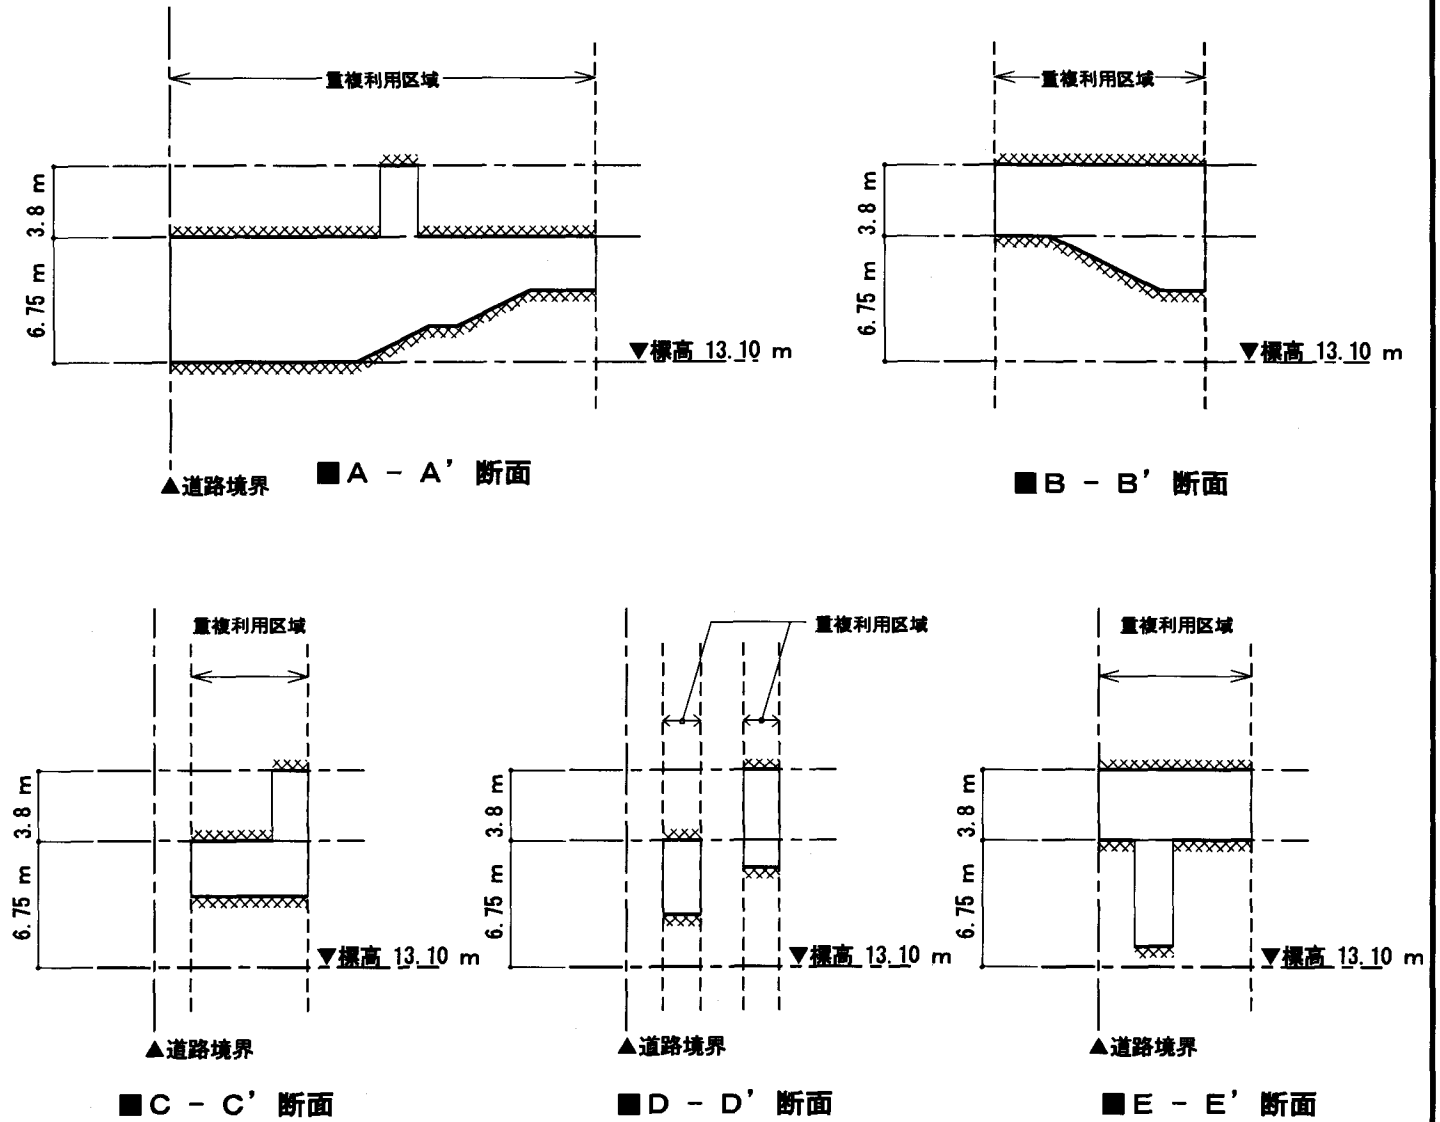 重複利用区域
3.8 m
6.75 m
▼標高 13.10 m
▲道路境界
■A - A' 断面
重複利用区域
3.8 m
6.75 m
▼標高 13.10 m
■B - B' 断面
重複利用区域
3.8 m
6.75 m
▼標高 13.10 m
▲道路境界
■C - C' 断面
重複利用区域
3.8 m
6.75 m
▼標高 13.10 m
▲道路境界
■D - D' 断面
重複利用区域
3.8 m
6.75 m
▼標高 13.10 m
▲道路境界
■E - E' 断面